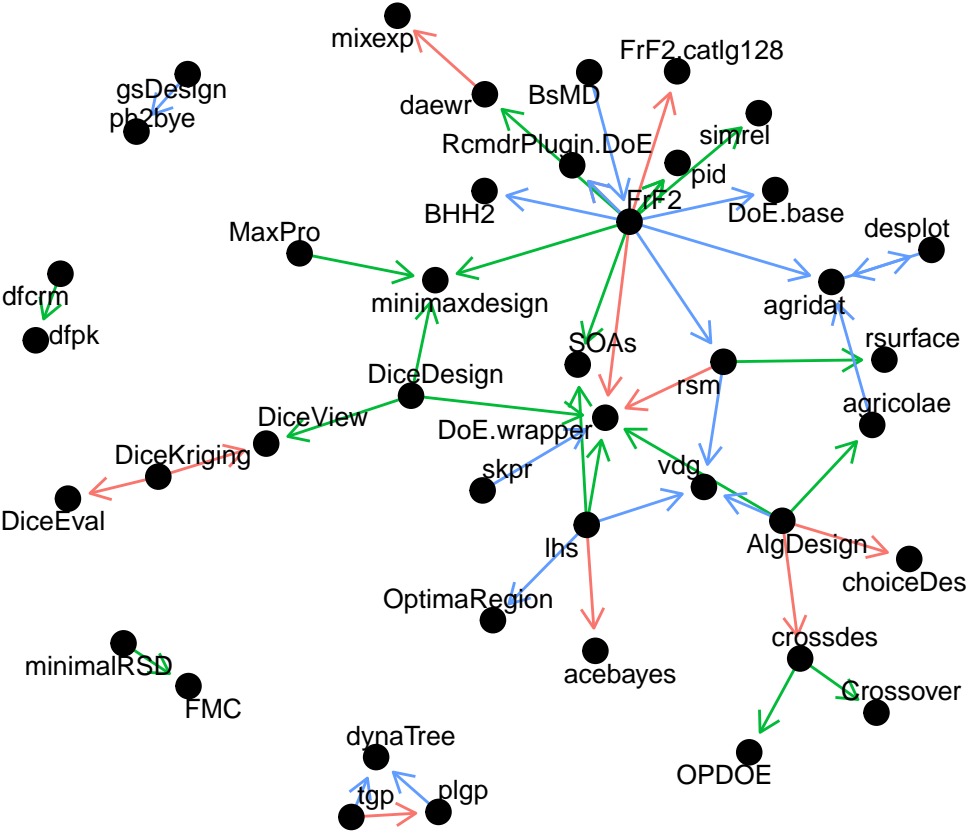 mixexp
FrF2.catlg128
gsDesign
daewr
BsMD
ph2bye
simrel
RcmdrPlugin.DoE
pid
FrF2
BHH2
DoE.base
MaxPro
desplot
dfcrm
minimaxdesign
agridat
dfpk
SOAs
rsurface
DiceDesign
rsm
agricolae
DiceView
DoE.wrapper
DiceKriging
skpr
vdg
DiceEval
lhs
AlgDesign
choiceDes
OptimaRegion
crossdes
minimalRSD
acebayes
Crossover
FMC
dynaTree
OPDOE
tgp
plgp